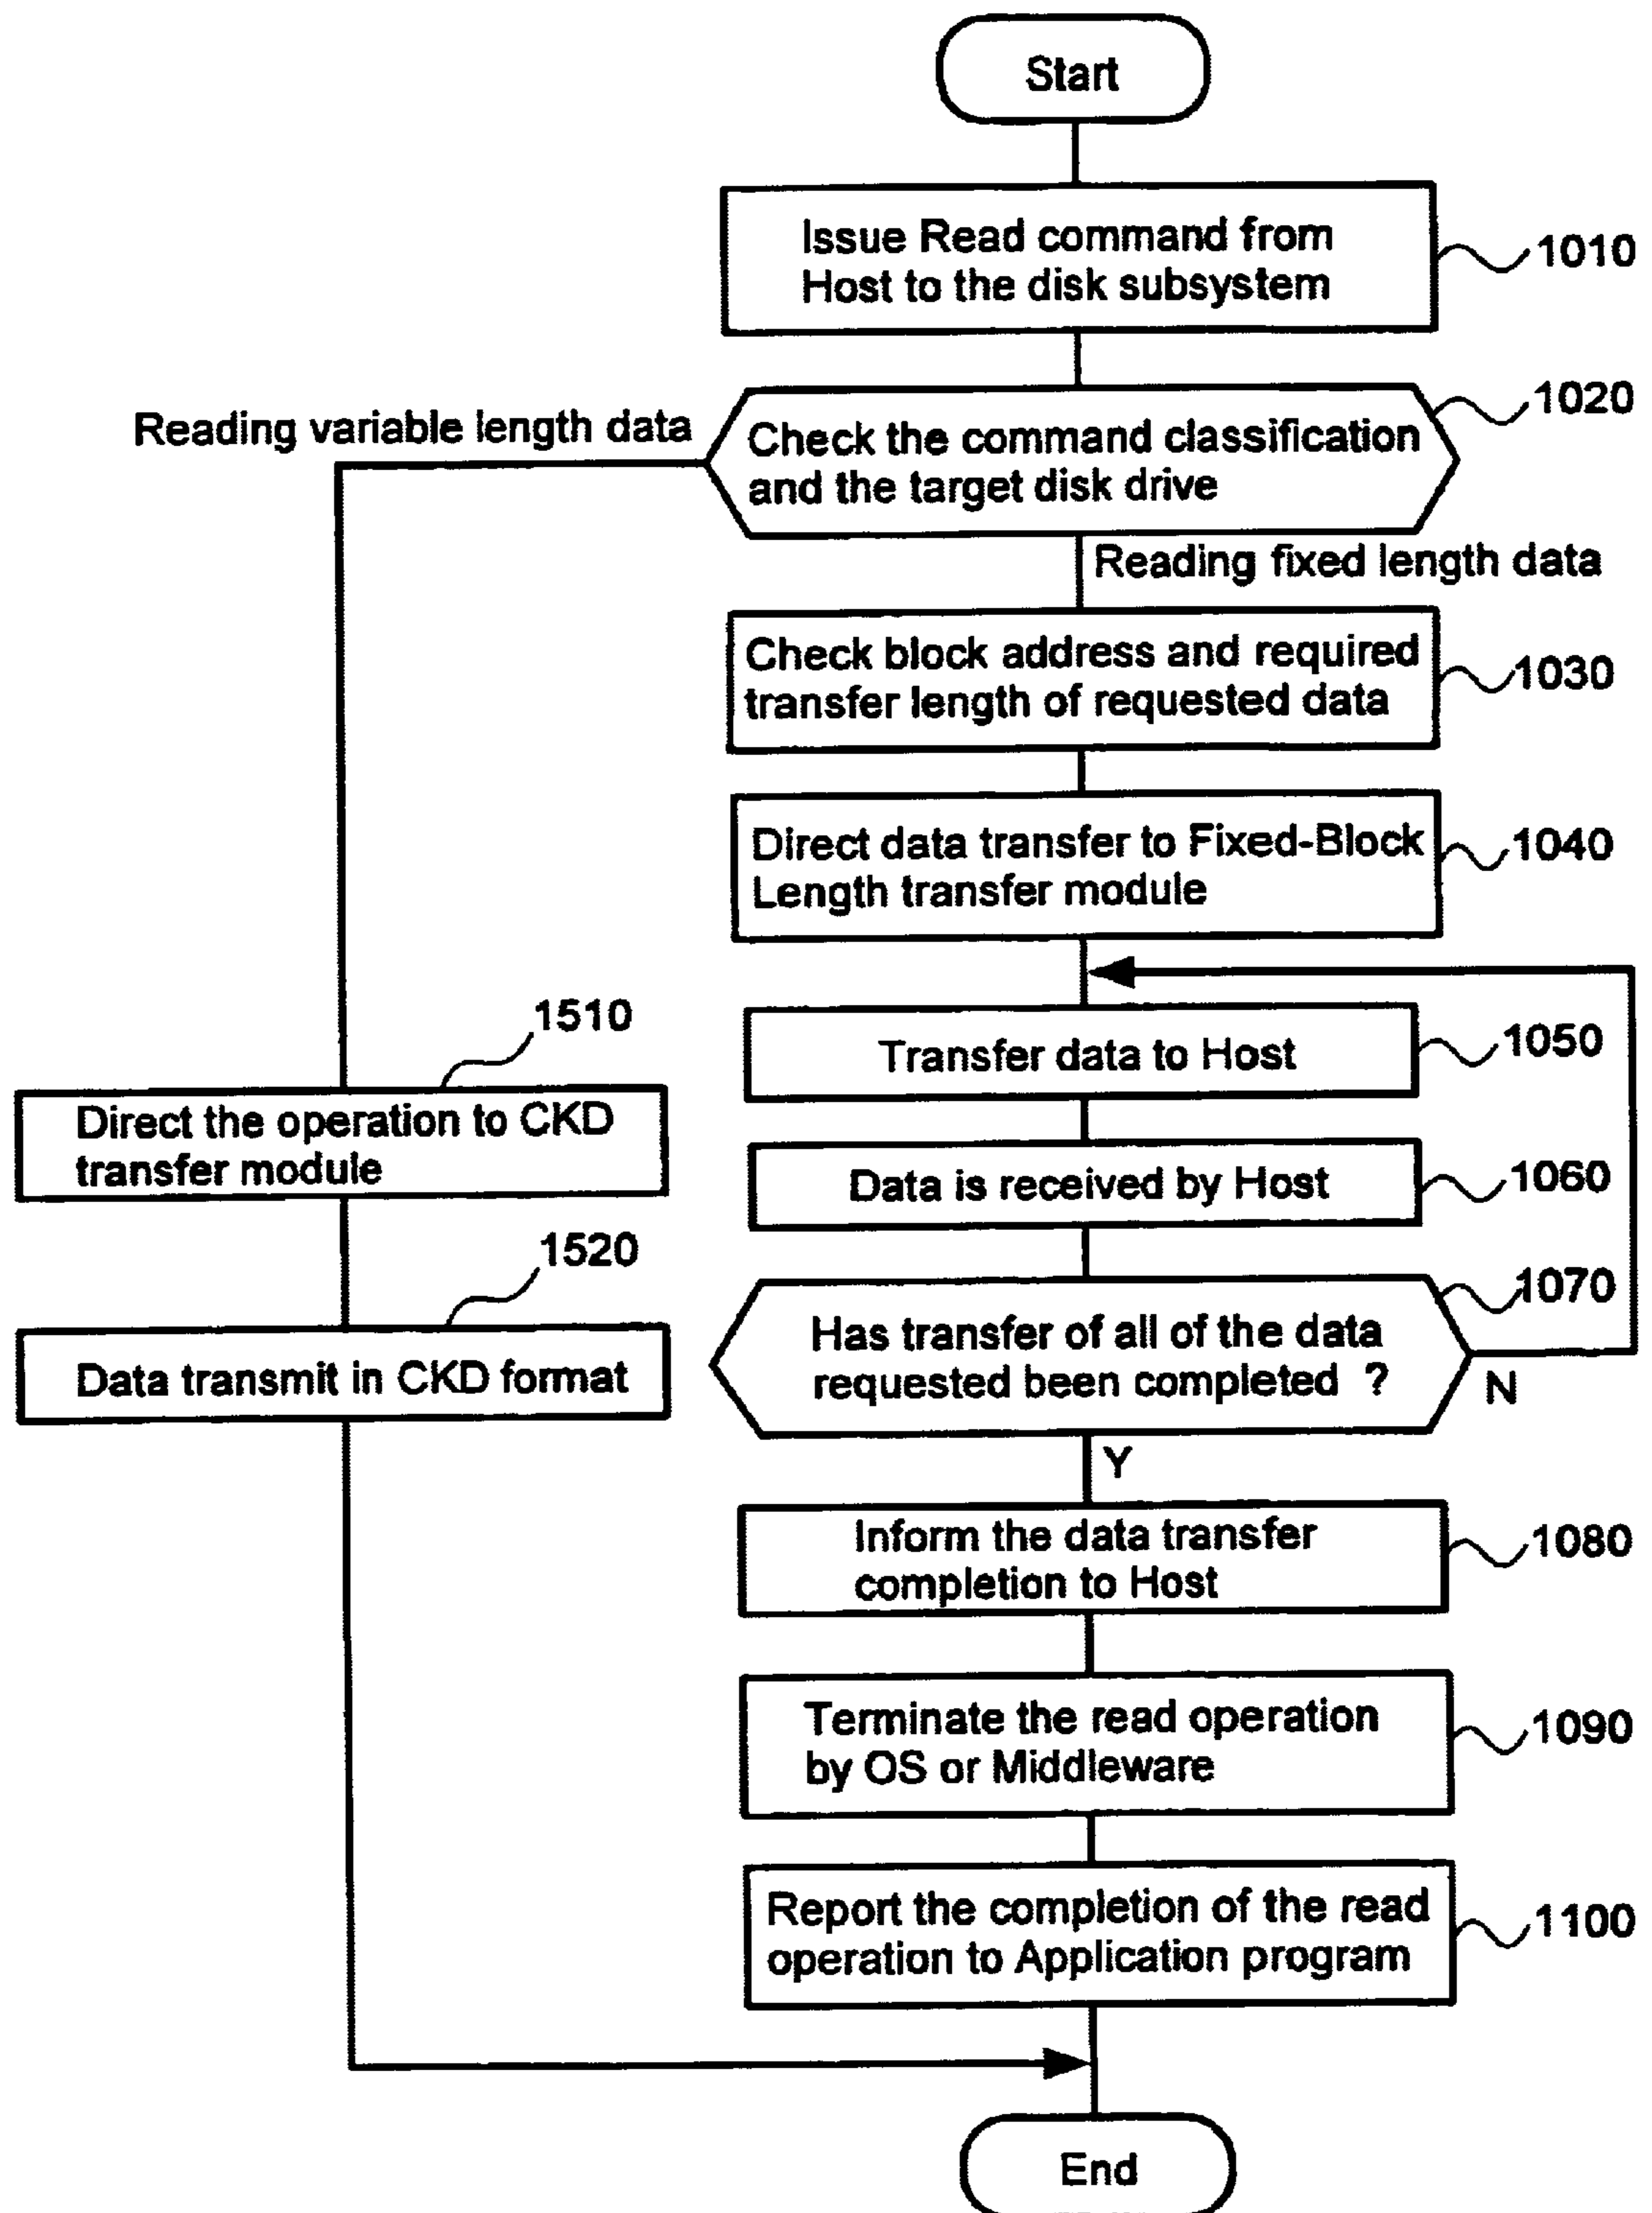 Start
Issue Read command from
Host to the disk subsystem
1010
1020
Reading variable length data
Check the command classification
and the target disk drive
Reading fixed length data
Check block address and required
transfer length of requested data
1030
Direct data transfer to Fixed-Block
Length transfer module
1040
1510
Direct the operation to CKD
transfer module
Transfer data to Host
1050
Data is received by Host
1060
1520
Data transmit in CKD format
1070
Has transfer of all of the data
requested been completed ?
N
Y
Inform the data transfer
completion to Host
1080
Terminate the read operation
by OS or Middleware
1090
Report the completion of the read
operation to Application program
1100
End